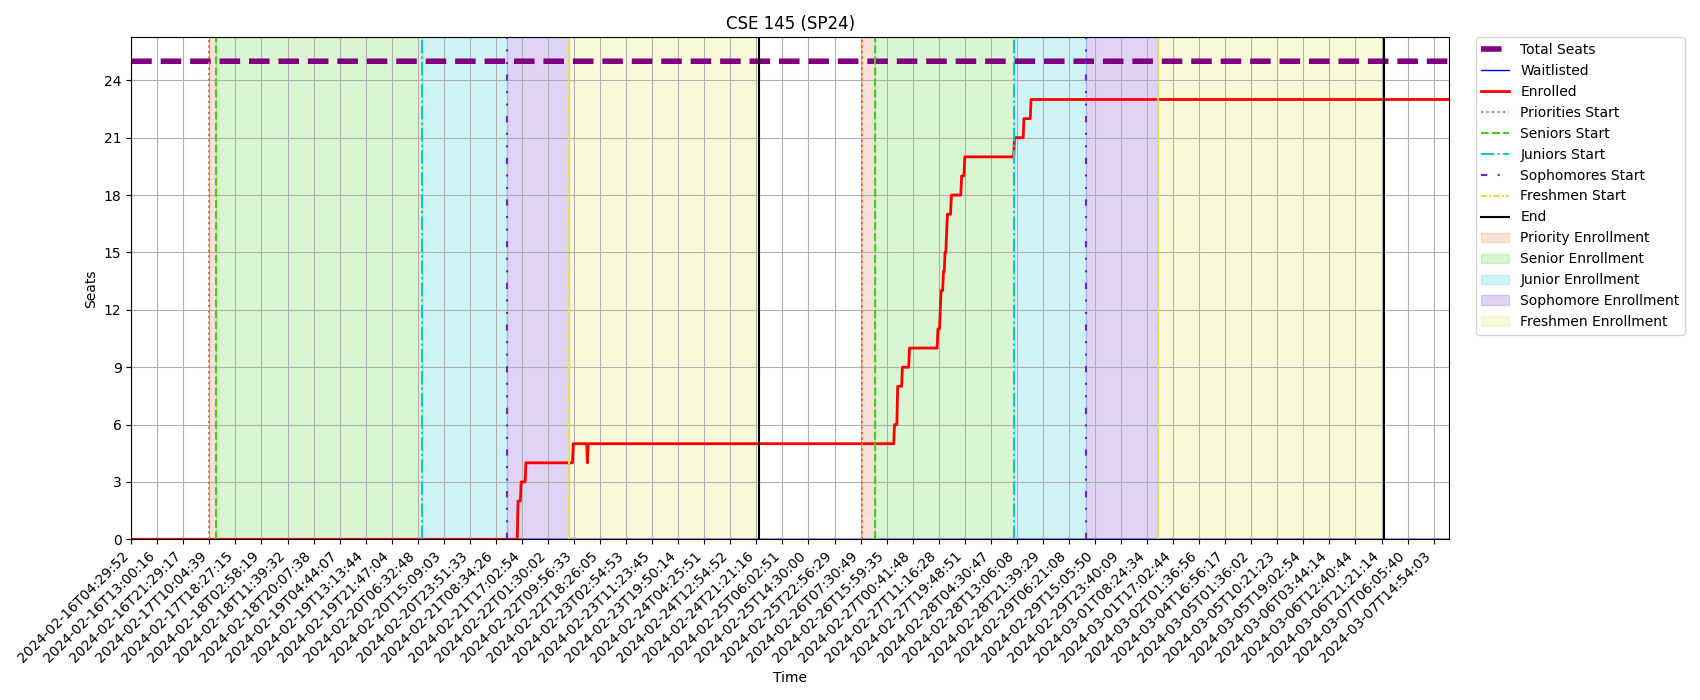 CSE 145 (SP24)
Seats
24
21
18
15
12
9
6
3
0
2024-02-16T04:29:52
2024-02-16T13:00:16
2024-02-16T21:29:17
2024-02-17T10:04:39
2024-02-17T18:27:15
2024-02-18T02:58:19
2024-02-18T11:39:32
2024-02-18T20:07:38
2024-02-19T04:44:07
2024-02-19T13:13:44
2024-02-19T21:47:04
2024-02-20T06:32:48
2024-02-20T15:09:03
2024-02-20T23:51:33
2024-02-21T08:34:26
2024-02-21T17:02:54
2024-02-22T01:30:02
2024-02-22T09:56:33
2024-02-22T18:26:05
2024-02-23T02:54:53
2024-02-23T11:23:45
2024-02-23T19:50:14
2024-02-24T04:25:51
2024-02-24T12:54:52
2024-02-24T21:21:16
2024-02-25T06:02:51
2024-02-25T14:30:00
2024-02-25T22:56:29
2024-02-26T07:30:49
2024-02-26T15:59:35
2024-02-27T00:41:48
2024-02-27T11:16:28
2024-02-27T19:48:51
2024-02-28T04:30:47
2024-02-28T13:06:08
2024-02-28T21:39:29
2024-02-29T06:21:08
2024-02-29T15:05:50
2024-02-29T23:40:09
2024-03-01T08:24:34
2024-03-01T17:02:44
2024-03-02T01:36:56
2024-03-04T16:56:17
2024-03-05T01:36:02
2024-03-05T10:21:23
2024-03-05T19:02:54
2024-03-06T03:44:14
2024-03-06T12:40:44
2024-03-06T21:21:14
2024-03-07T06:05:40
2024-03-07T14:54:03
Time
Total Seats
Waitlisted
Enrolled
Priorities Start
Seniors Start
Juniors Start
Sophomores Start
Freshmen Start
End
Priority Enrollment
Senior Enrollment
Junior Enrollment
Sophomore Enrollment
Freshmen Enrollment